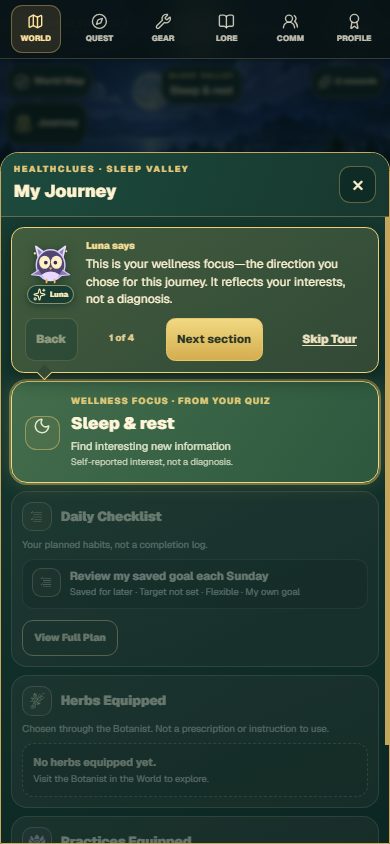 WORLD
QUEST
GEAR
LORE
COMM
PROFILE
World Map
Sleep & rest
Journey
HEALTHCLUES · SLEEP VALLEY
My Journey
Luna says
This is your wellness focus—the direction you
chose for this journey. It reflects your interests,
not a diagnosis.
Luna
Back
1 of 4
Next section
Skip Tour
WELLNESS FOCUS · FROM YOUR QUIZ
Sleep & rest
Find interesting new information
Self-reported interest, not a diagnosis.
Daily Checklist
Your planned habits, not a completion log.
Review my saved goal each Sunday
Saved for later · Target not set · Flexible · My own goal
View Full Plan
Herbs Equipped
Chosen through the Botanist. Not a prescription or instruction to use.
No herbs equipped yet.
Visit the Botanist in the World to explore.
Practices Equipped